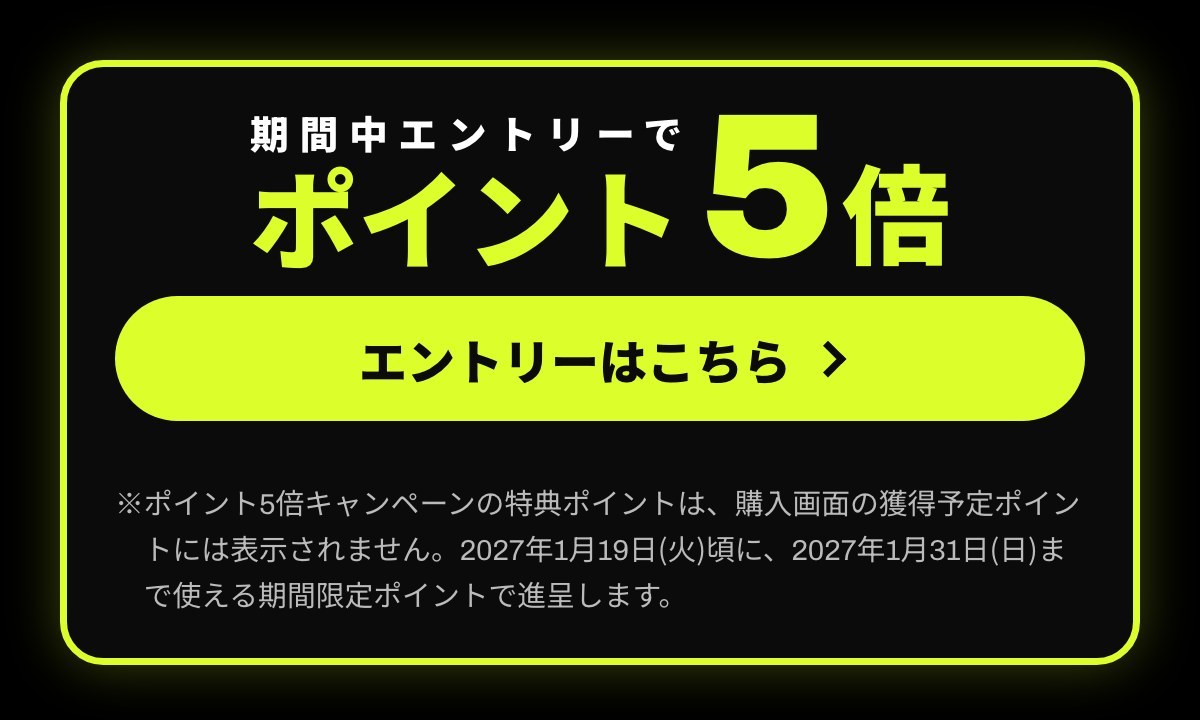 期間中エントリーで
ポイント5倍
エントリーはこちら
※ポイント5倍キャンペーンの特典ポイントは、購入画面の獲得予定ポイン
トには表示されません。2027年1月19日(火)頃に、2027年1月31日(日)ま
で使える期間限定ポイントで進呈します。